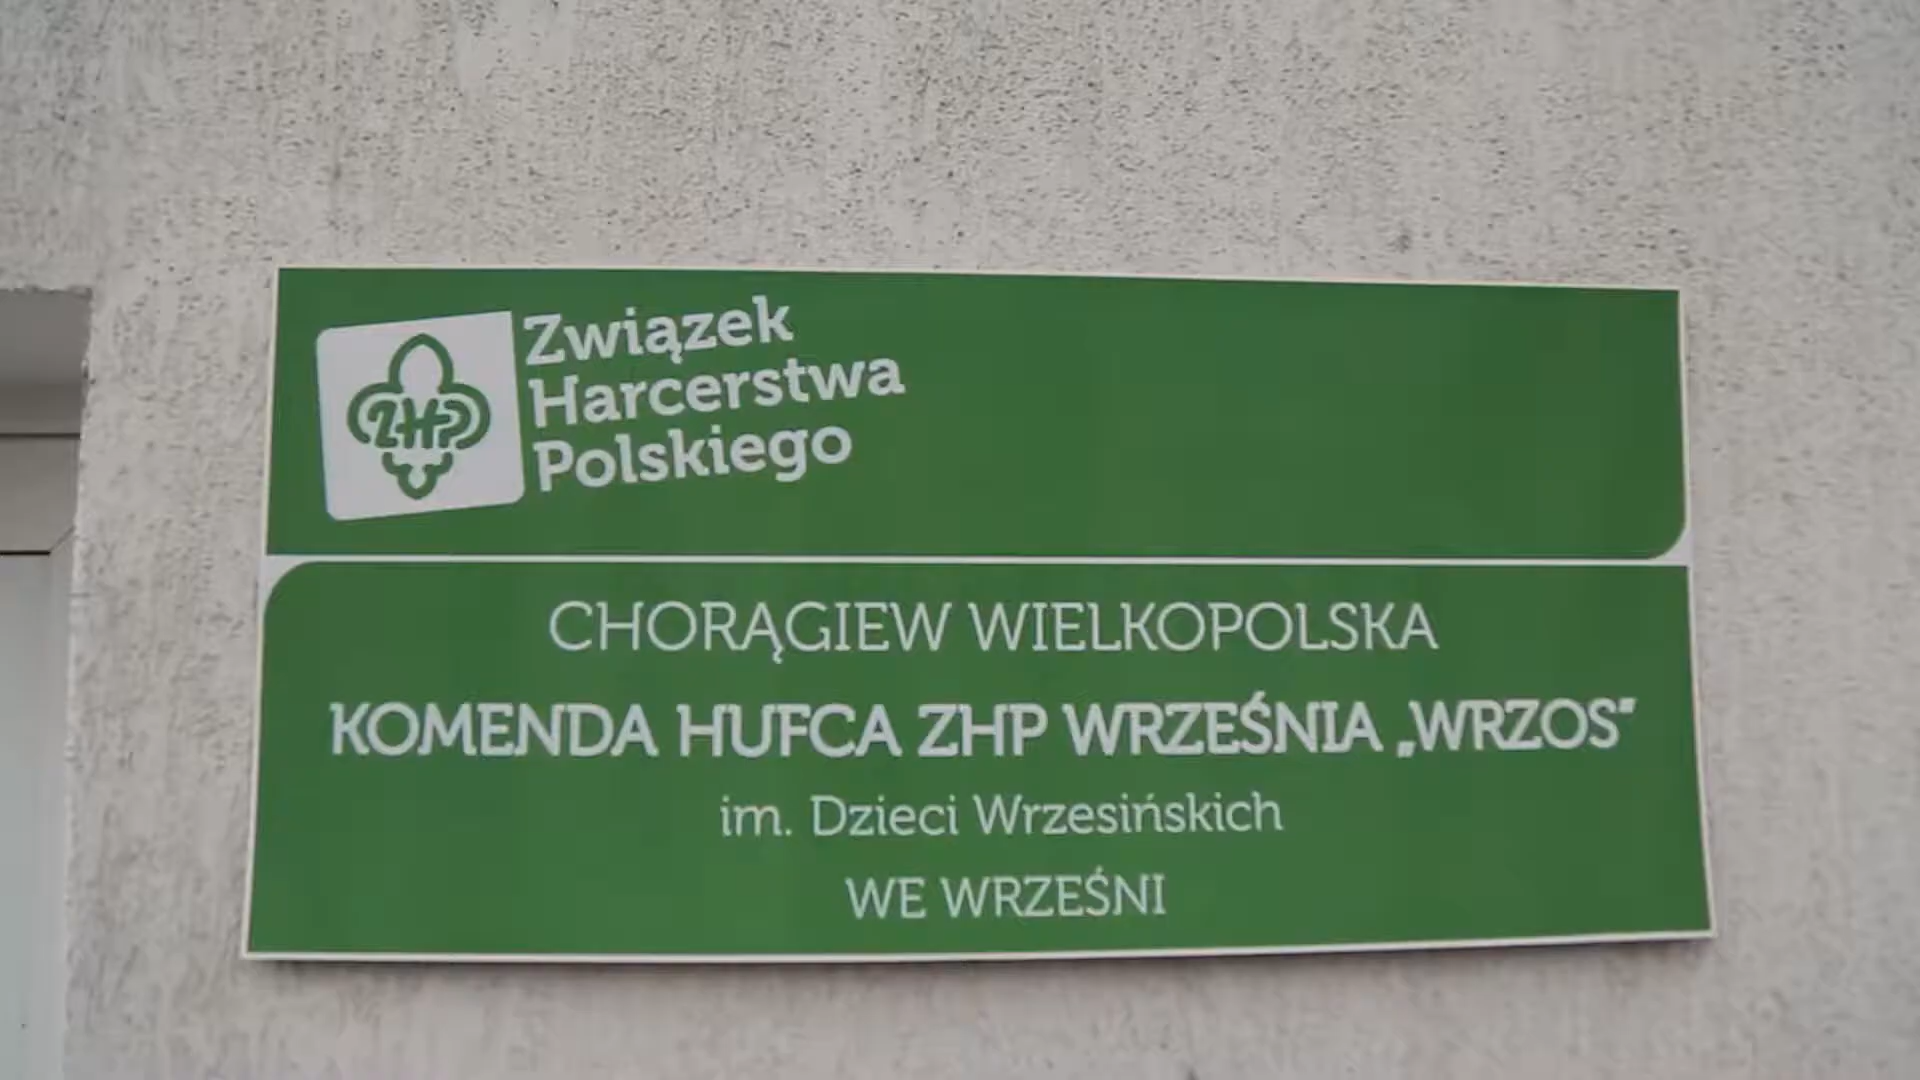 ZHP
Związek
Harcerstwa
Polskiego
CHORĄGIEW WIELKOPOLSKA
KOMENDA HUFCA ZHP WRZEŚNIA „WRZOS”
im. Dzieci Wrzesińskich
WE WRZEŚNI